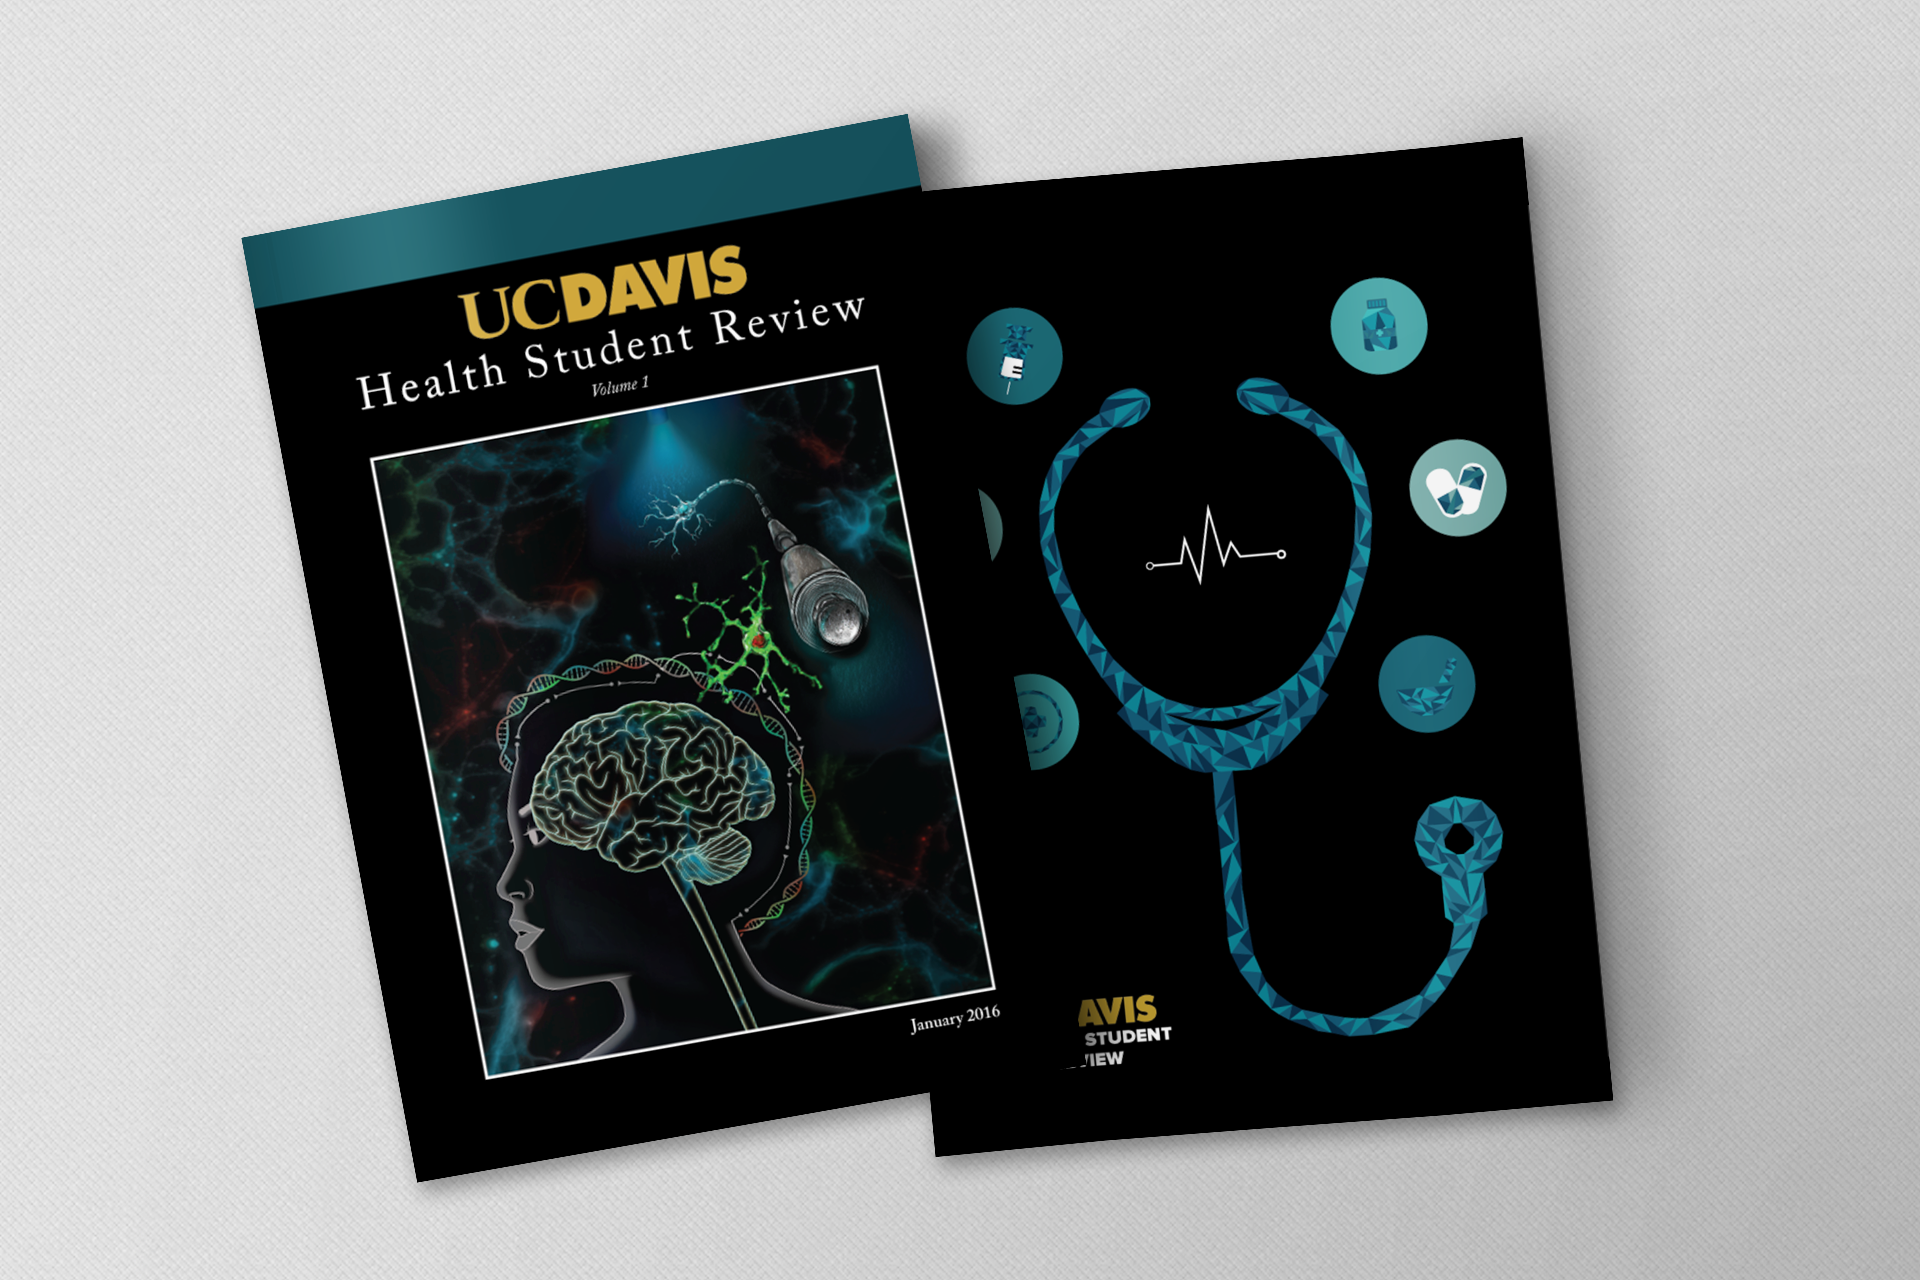 UCDAVIS
Health Student Review
Volume 1
January 2016
AVIS
STUDENT
IEW